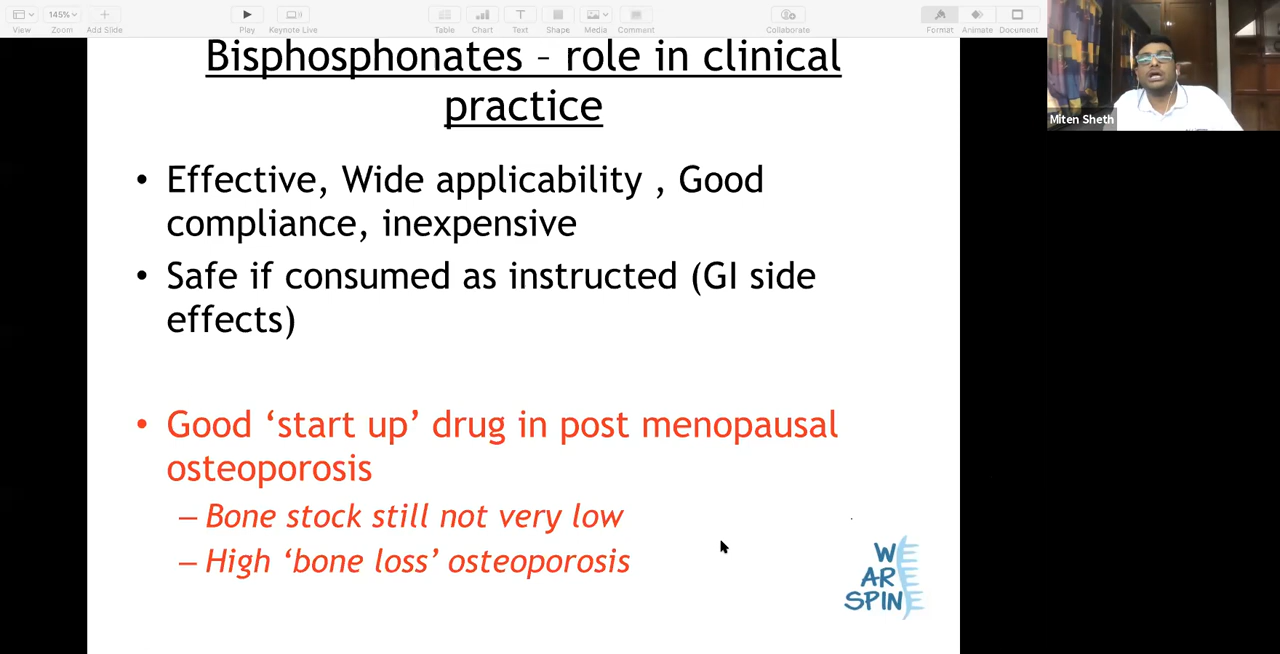 145%
View
Zoom
Add Slide
Play
Keynote Live
Table
Chart
Text
Shape
Media
Comment
Collaborate
Format
Animate
Document
Miten Sheth
Bisphosphonates – role in clinical
practice
• Effective, Wide applicability , Good
compliance, inexpensive
• Safe if consumed as instructed (GI side
effects)
• Good ‘start up’ drug in post menopausal
osteoporosis
– Bone stock still not very low
– High ‘bone loss’ osteoporosis
WE
ARE
SPINE